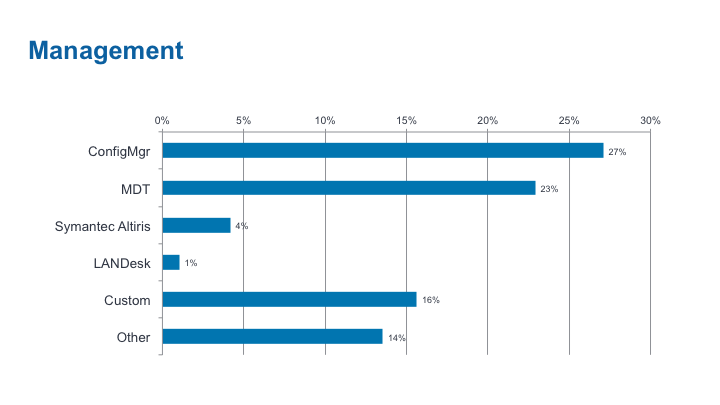 Management
0% 5% 10% 15% 20% 25% 30%
ConfigMgr 27%
MDT 23%
Symantec Altiris 4%
LANDesk 1%
Custom 16%
Other 14%